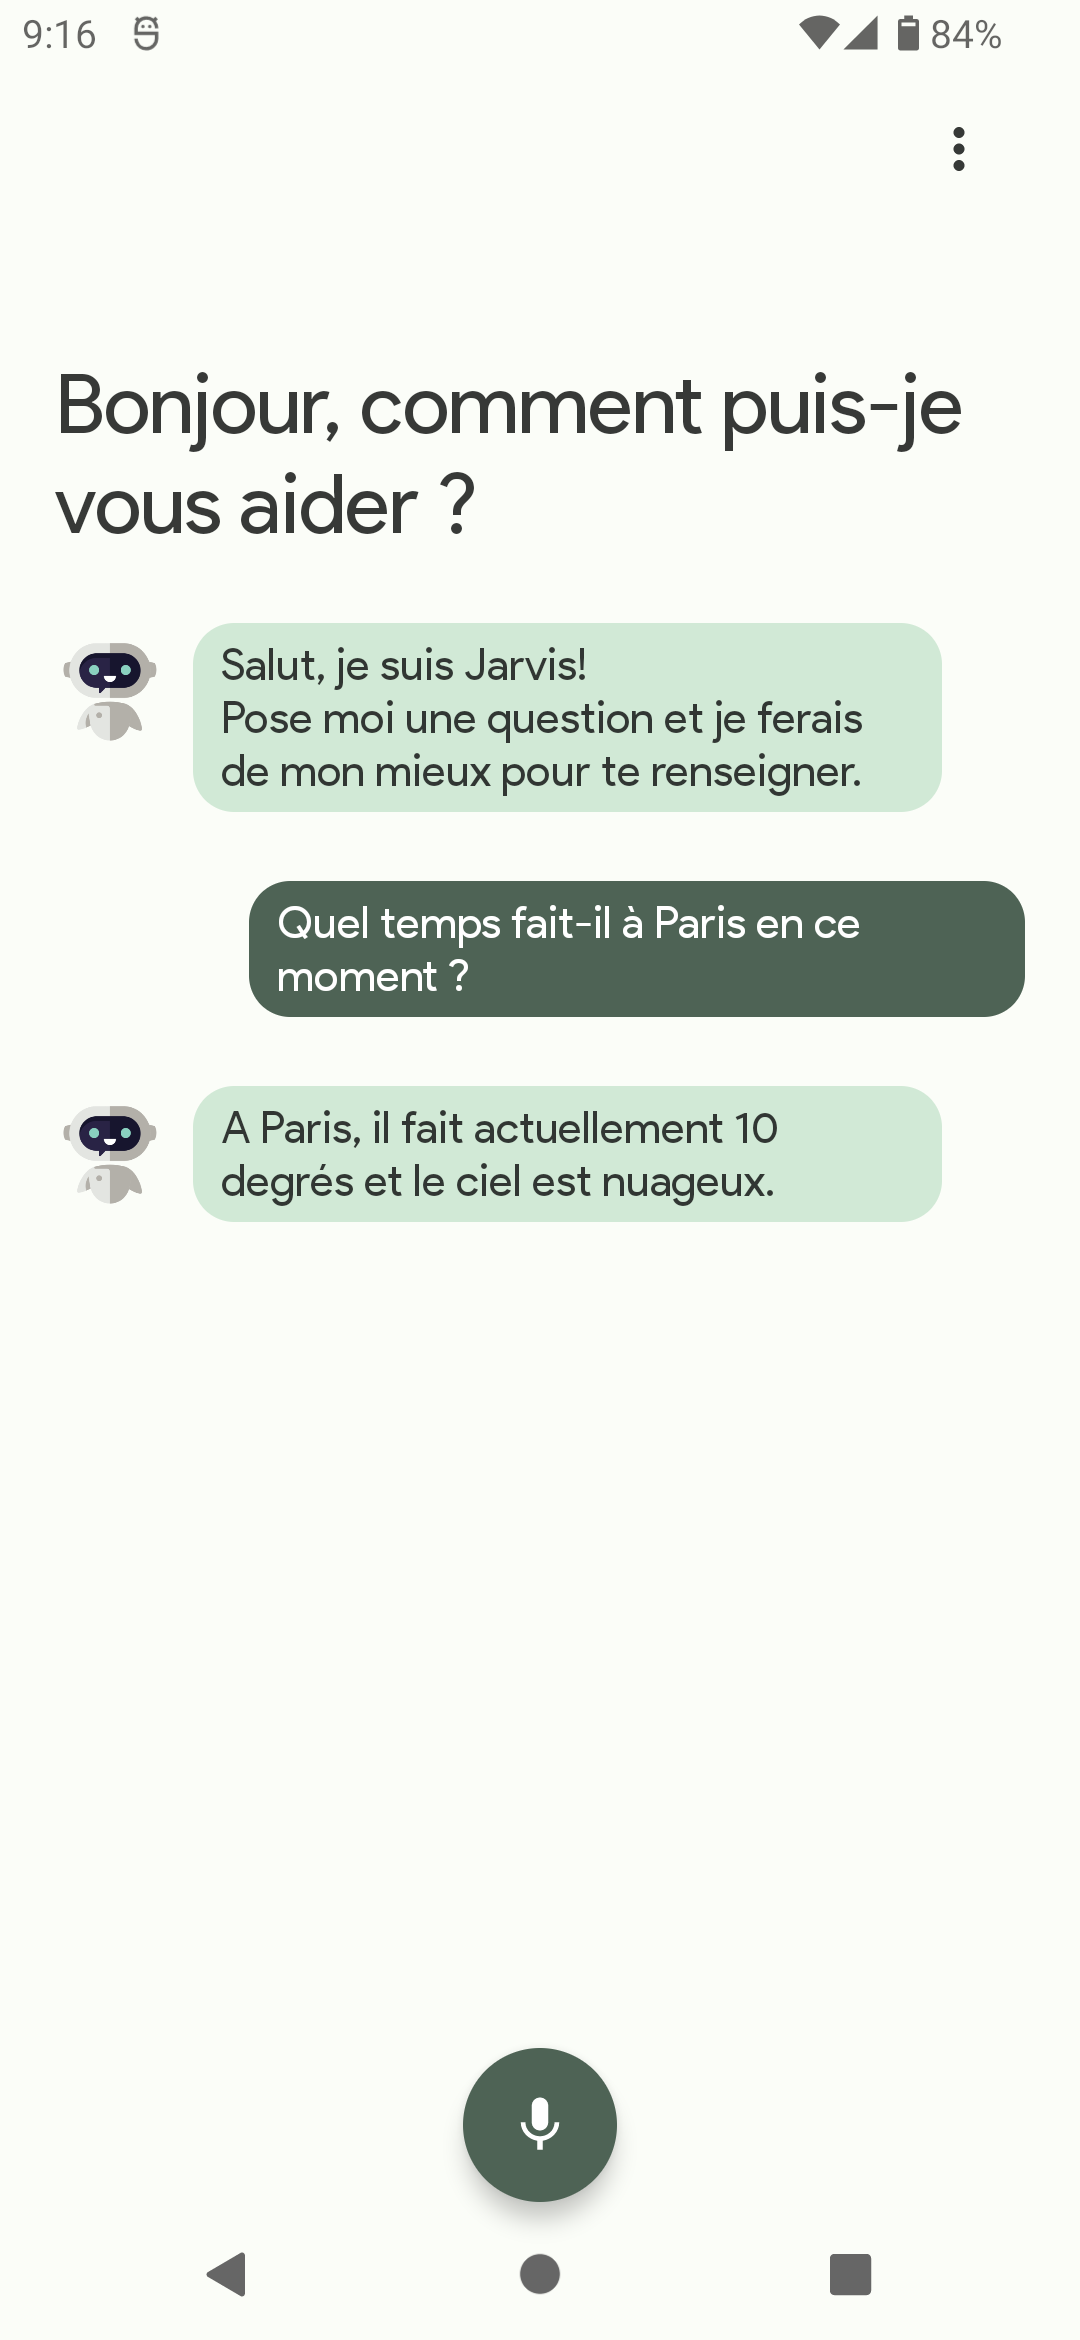 9:16
84%
Bonjour, comment puis-je
vous aider ?
Salut, je suis Jarvis!
Pose moi une question et je ferais
de mon mieux pour te renseigner.
Quel temps fait-il à Paris en ce
moment ?
A Paris, il fait actuellement 10
degrés et le ciel est nuageux.